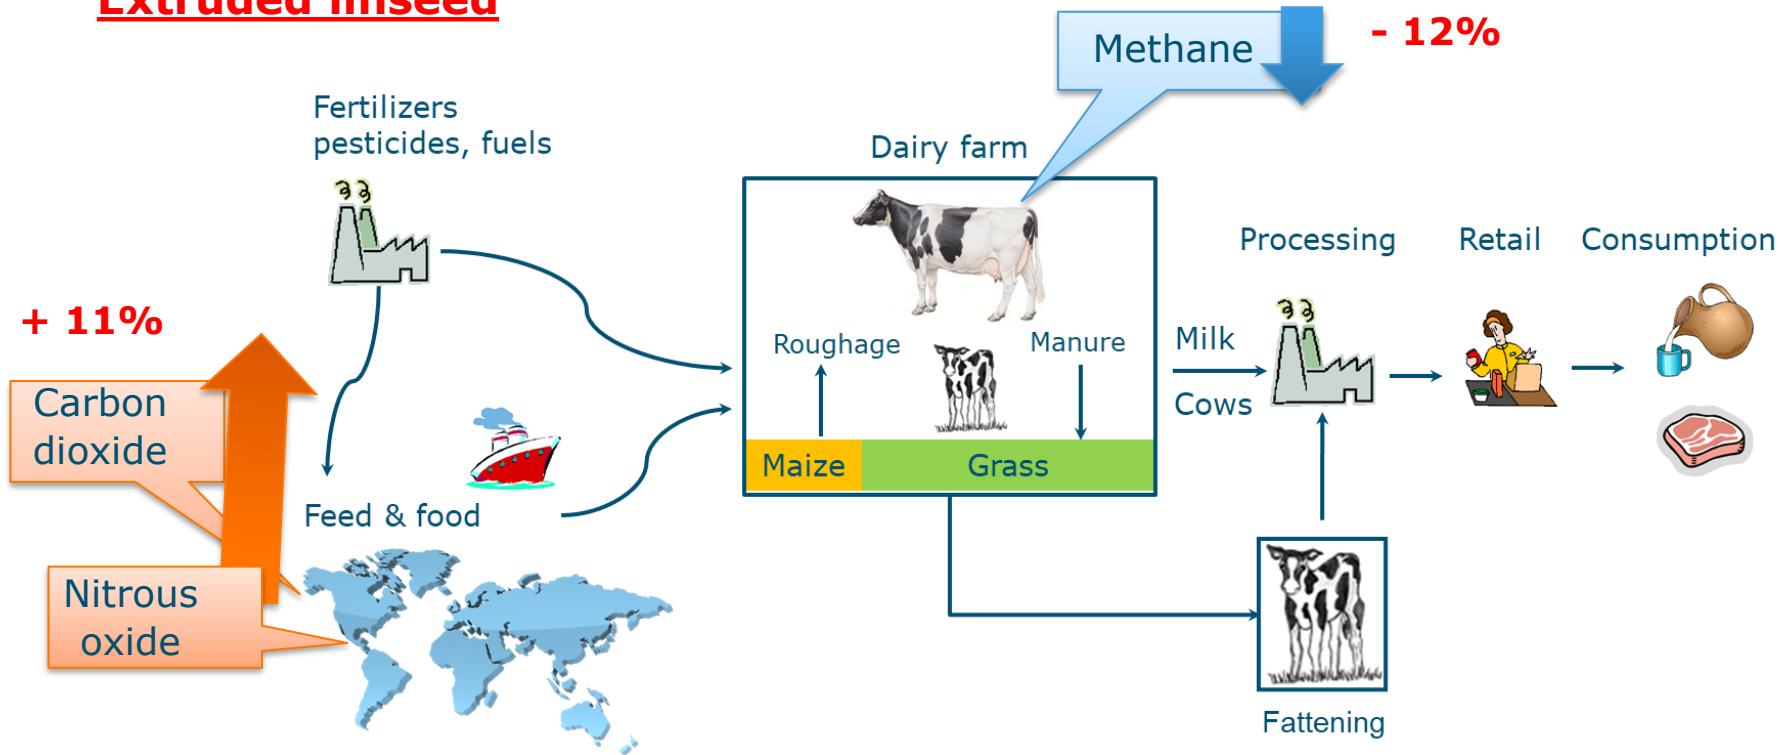 Extruded linseed
Methane
- 12%
Fertilizers
pesticides, fuels
Dairy farm
Processing
Retail
Consumption
+ 11%
Roughage
Manure
Milk
Cows
Carbon
dioxide
Maize
Grass
Feed & food
Nitrous
oxide
Fattening